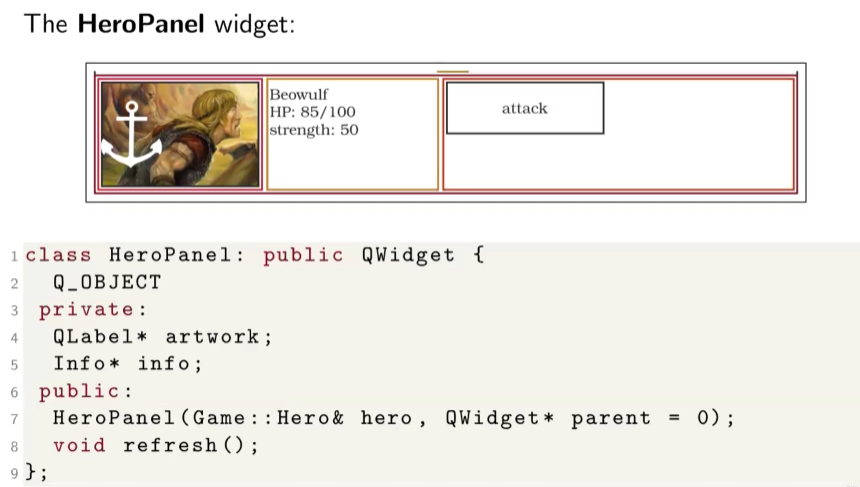 The HeroPanel widget:
Beowulf
HP: 85/100
strength: 50
attack
1 class HeroPanel: public QWidget {
2 Q_OBJECT
3 private:
4 QLabel* artwork;
5 Info* info;
6 public:
7 HeroPanel(Game::Hero& hero, QWidget* parent = 0);
8 void refresh();
9 };